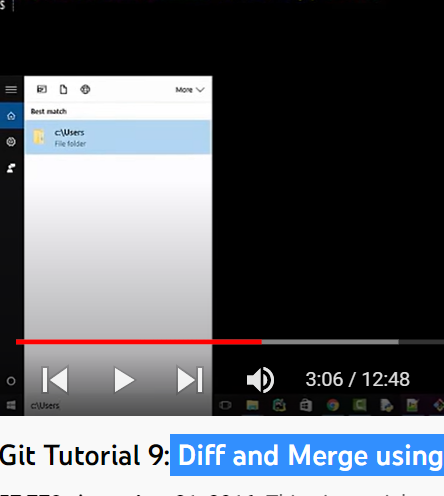 S
More
Best match
c:\Users
File folder
3:06 / 12:48
c:\Users
Git Tutorial 9: Diff and Merge using